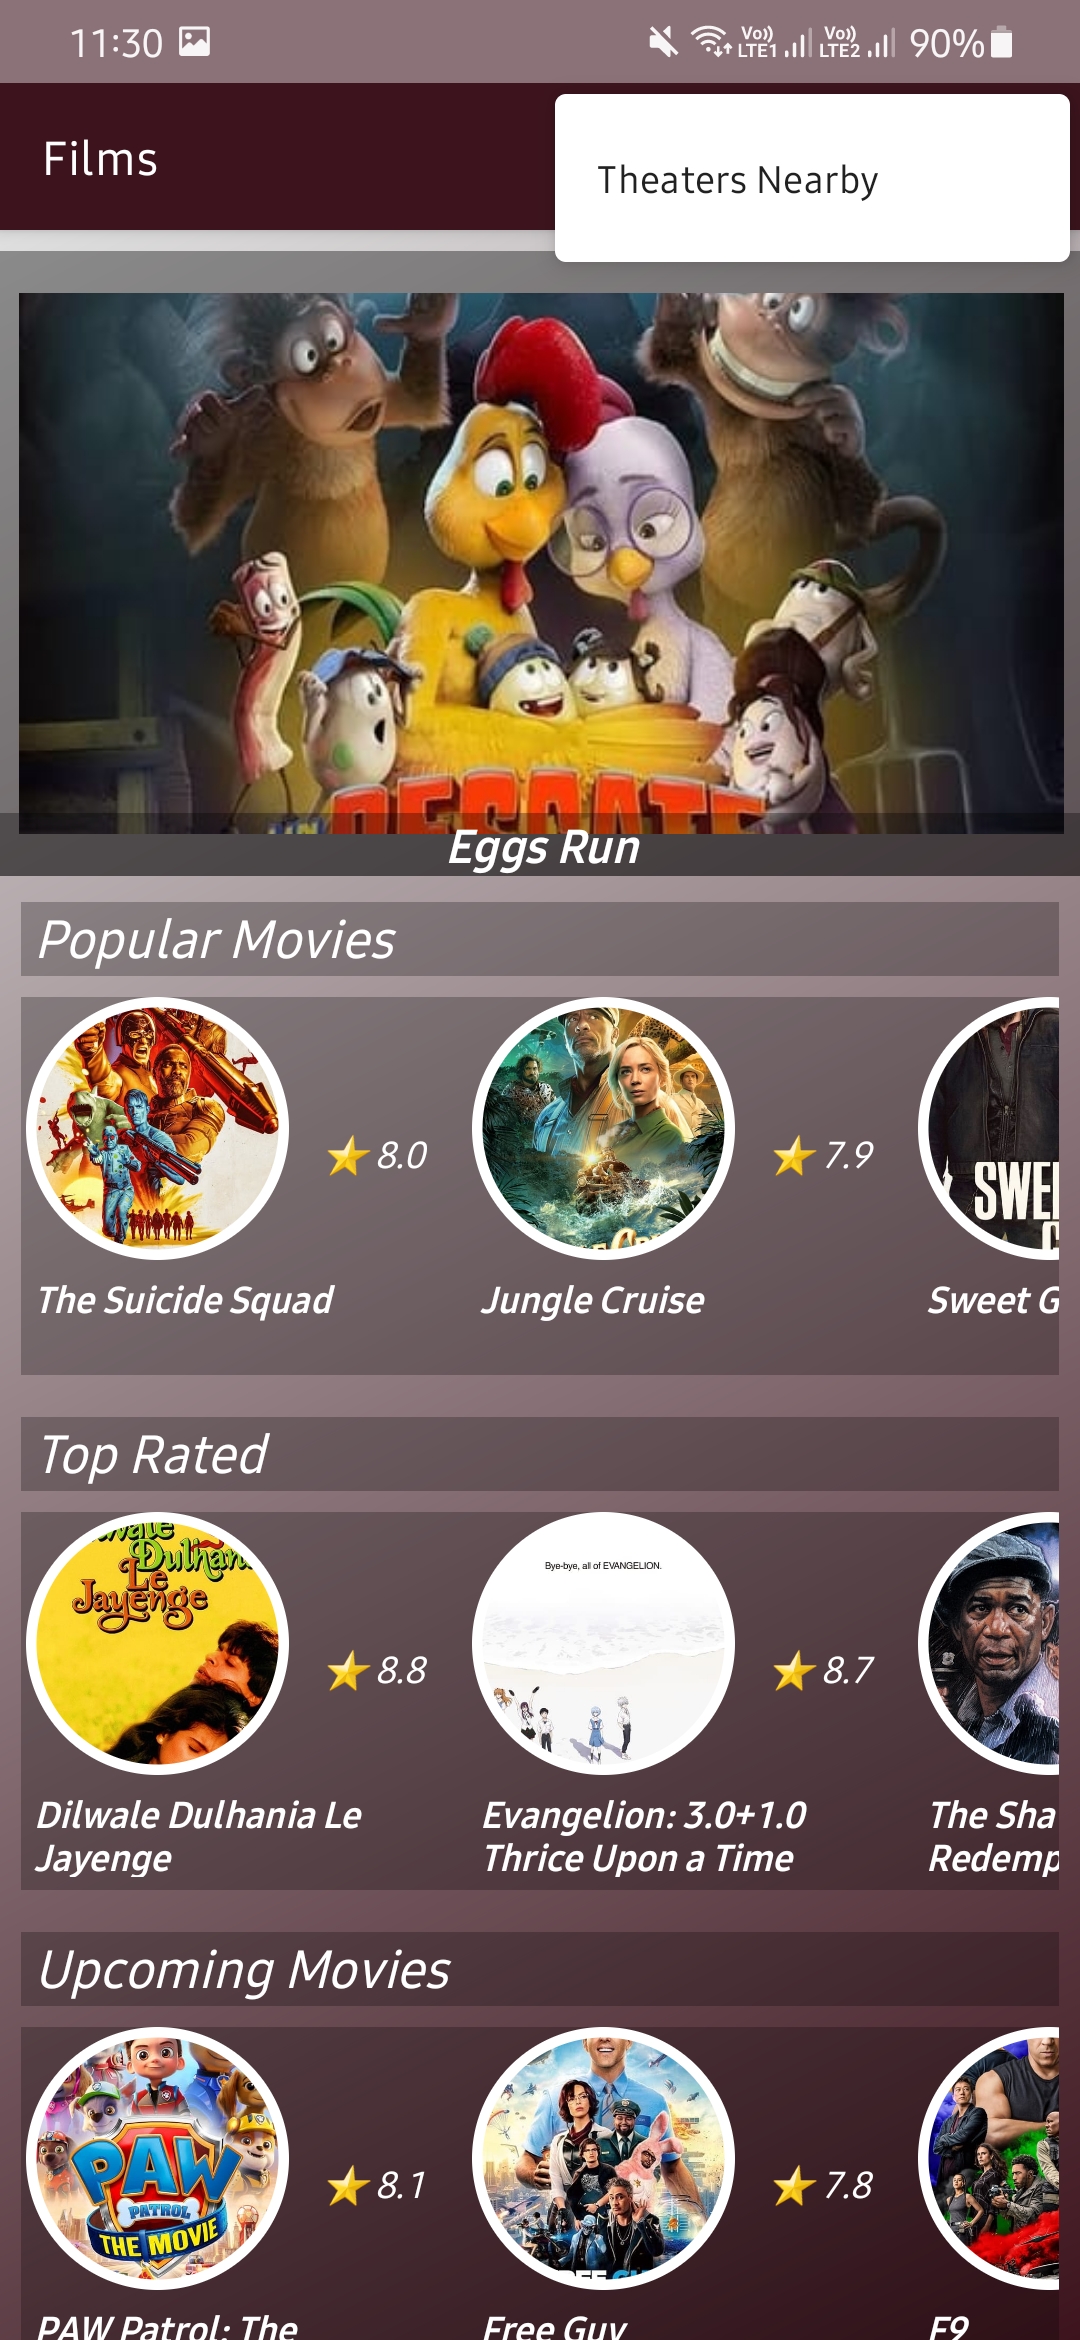 11:30
Vo)) LTE1 Vo)) LTE2 90%
Films
Theaters Nearby
RESCATE
Eggs Run
Popular Movies
8.0
7.9
SWE
The Suicide Squad
Jungle Cruise
Sweet G
Top Rated
Dulhan
Le
Jayenge
Bye-bye, all of EVANGELION.
8.8
8.7
Dilwale Dulhania Le
Jayenge
Evangelion: 3.0+1.0
Thrice Upon a Time
The Sha
Redemp
Upcoming Movies
PAW
PATROL
THE MOVIE
8.1
7.8
PAW Patrol: The
Free Guy
F9